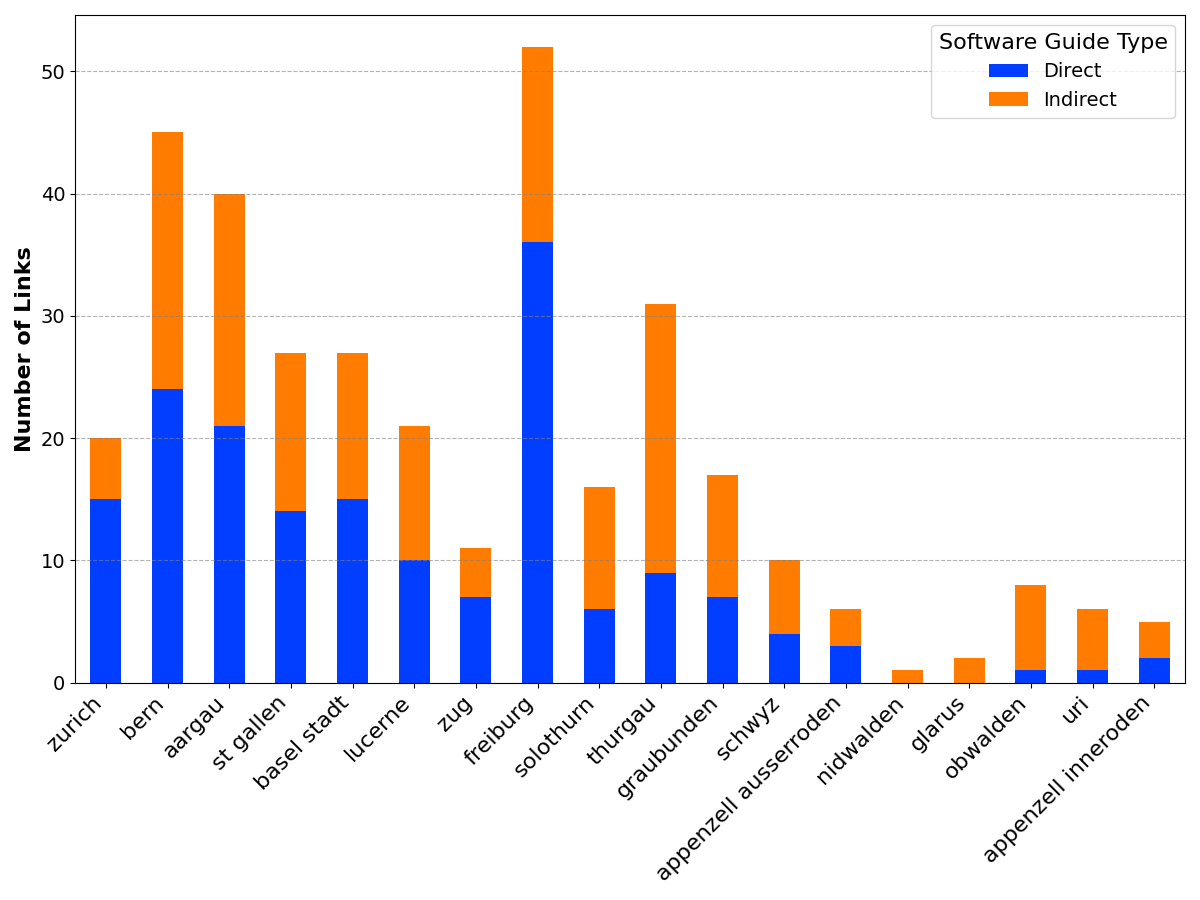 Software Guide Type
Direct
Indirect
Number of Links
50
40
30
20
10
0
zurich
bern
aargau
st gallen
basel stadt
lucerne
zug
freiburg
solothurn
thurgau
graubunden
schwyz
appenzell ausserroden
nidwalden
glarus
obwalden
uri
appenzell inneroden